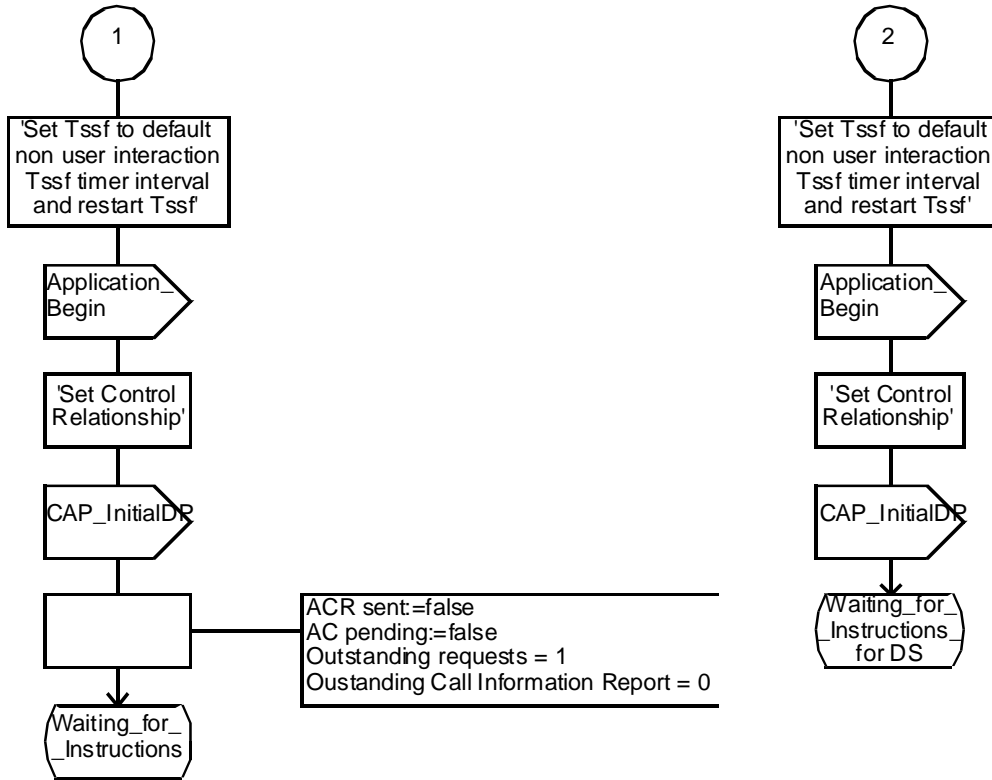 1
'Set Tssf to default
non user interaction
Tssf timer interval
and restart Tssf'
Application_
Begin
'Set Control
Relationship'
CAP_InitialDP
ACR sent:=false
AC pending:=false
Outstanding requests = 1
Oustanding Call Information Report = 0
Waiting_for_
_Instructions
2
'Set Tssf to default
non user interaction
Tssf timer interval
and restart Tssf'
Application_
Begin
'Set Control
Relationship'
CAP_InitialDP
Waiting_for_
_Instructions_
for DS